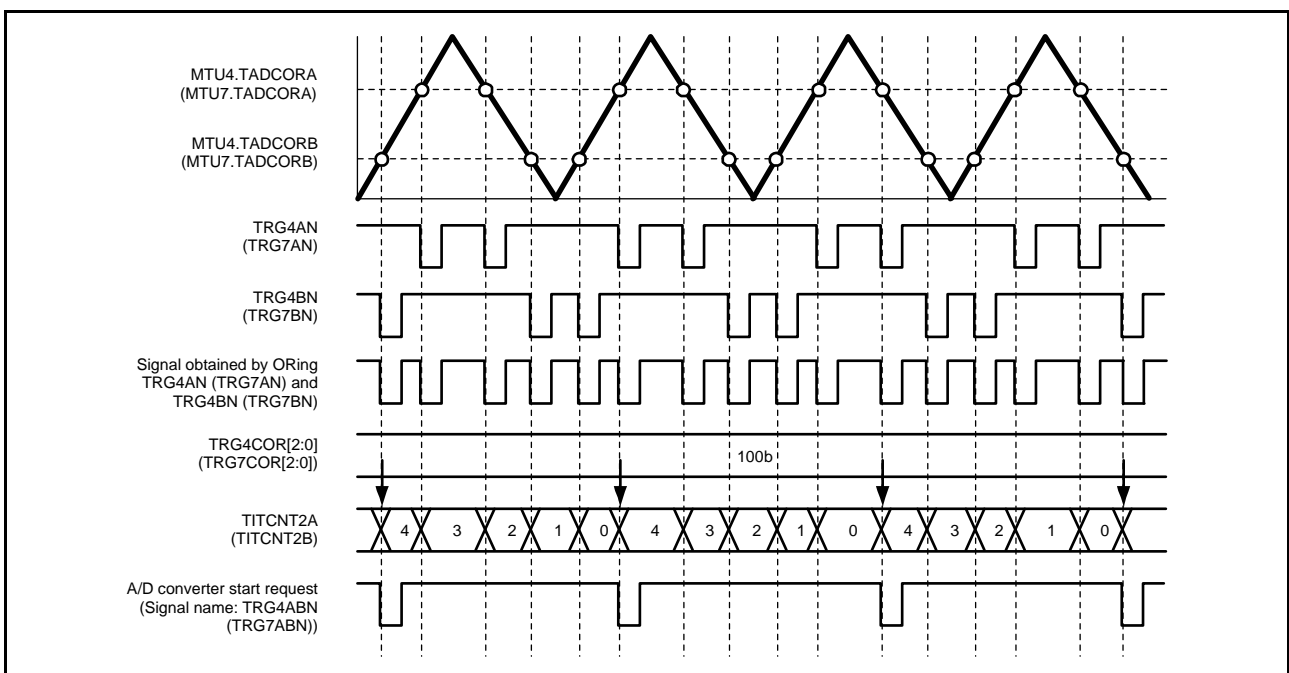 MTU4.TADCORA
(MTU7.TADCORA)
MTU4.TADCORB
(MTU7.TADCORB)
TRG4AN
(TRG7AN)
TRG4BN
(TRG7BN)
Signal obtained by ORing
TRG4AN (TRG7AN) and
TRG4BN (TRG7BN)
TRG4COR[2:0]
(TRG7COR[2:0])
100b
TITCNT2A
(TITCNT2B)
4 3 2 1 0 4 3 2 1 0 4 3 2 1 0
A/D converter start request
(Signal name: TRG4ABN
(TRG7ABN))